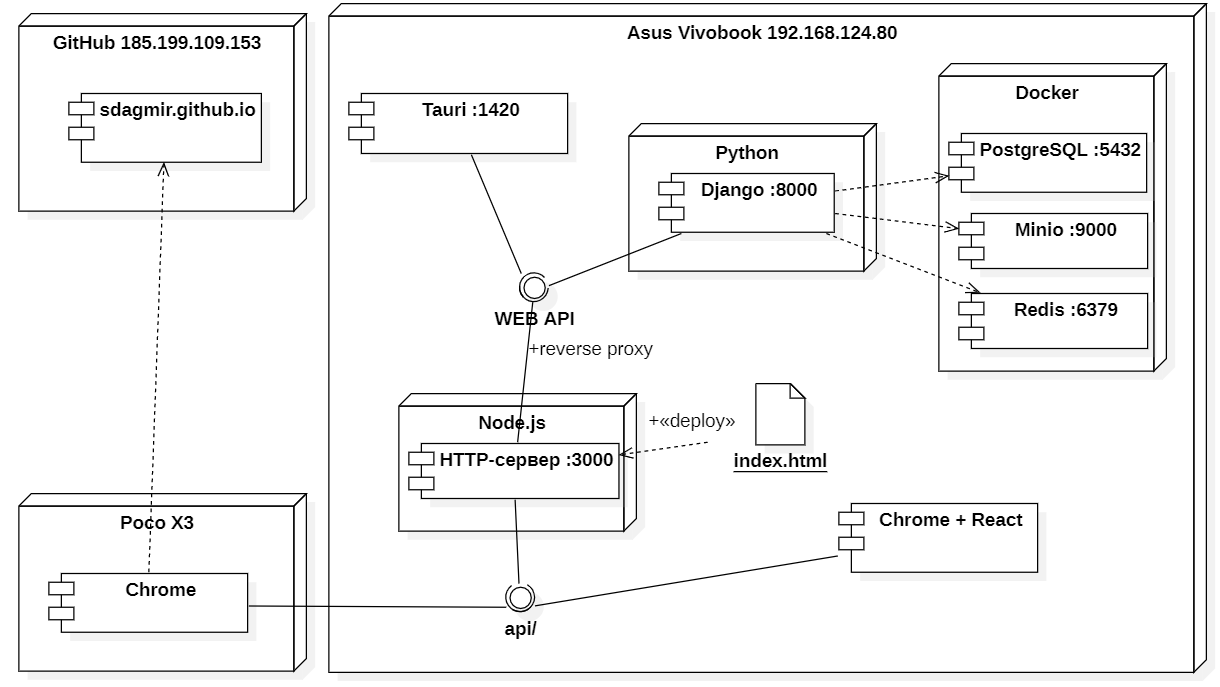 GitHub 185.199.109.153
sdagmir.github.io
Asus Vivobook 192.168.124.80
Tauri :1420
Python
Django :8000
Docker
PostgreSQL :5432
Minio :9000
Redis :6379
WEB API
+reverse proxy
Node.js
HTTP-сервер :3000
+«deploy»
index.html
Chrome + React
Poco X3
Chrome
api/